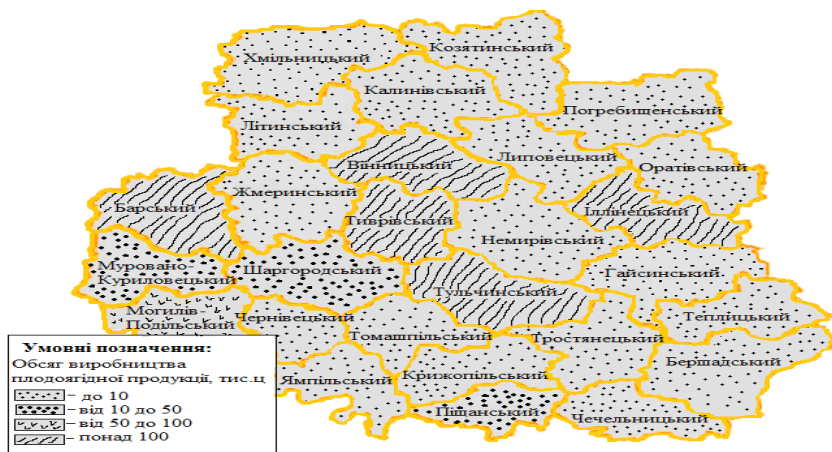 Козятинський
Хмільницький
Калинівський
Погребищенський
Літинський
Вінницький
Липовецький
Оратівський
Жмеринський
Барський
Тиврівський
Іллінецький
Немирівський
Муровано-
Куриловецький
Шаргородський
Гайсинський
Тульчинський
Могилів-
Подільський
Чернівецький
Теплицький
Томашпільський
Тростянецький
Бершадський
Ямпільський
Крижопільський
Піщанський
Чечельницький
Умовні позначення:
Обсяг виробництва
плодоягідної продукції, тис.ц
– до 10
– від 10 до 50
– від 50 до 100
– понад 100